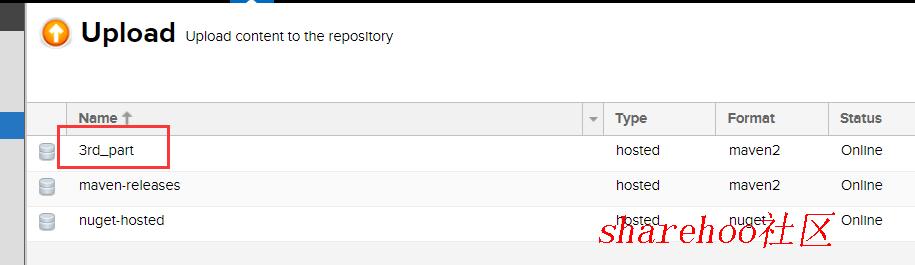 Upload Upload content to the repository
Name Type Format Status
3rd_part hosted maven2 Online
maven-releases hosted maven2 Online
nuget-hosted hosted nuget Online
sharehoo社区